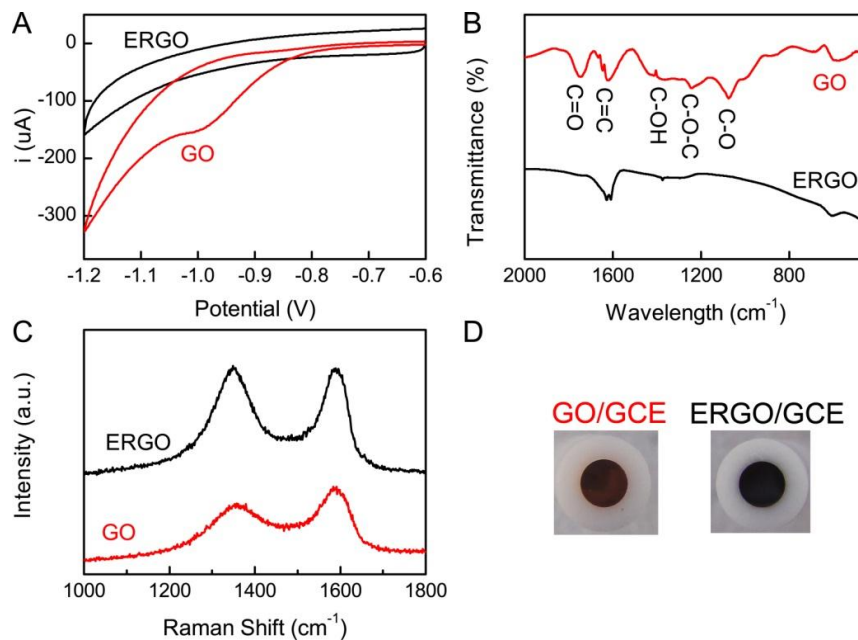 A
ERGO
GO
i (uA)
0
-100
-200
-300
-1.2 -1.1 -1.0 -0.9 -0.8 -0.7 -0.6
Potential (V)
B
C=O
C=C
C-OH
C-O-C
C-O
GO
ERGO
Transmittance (%)
2000 1600 1200 800
Wavelength (cm-1)
C
ERGO
GO
Intensity (a.u.)
1000 1200 1400 1600 1800
Raman Shift (cm-1)
D
GO/GCE ERGO/GCE